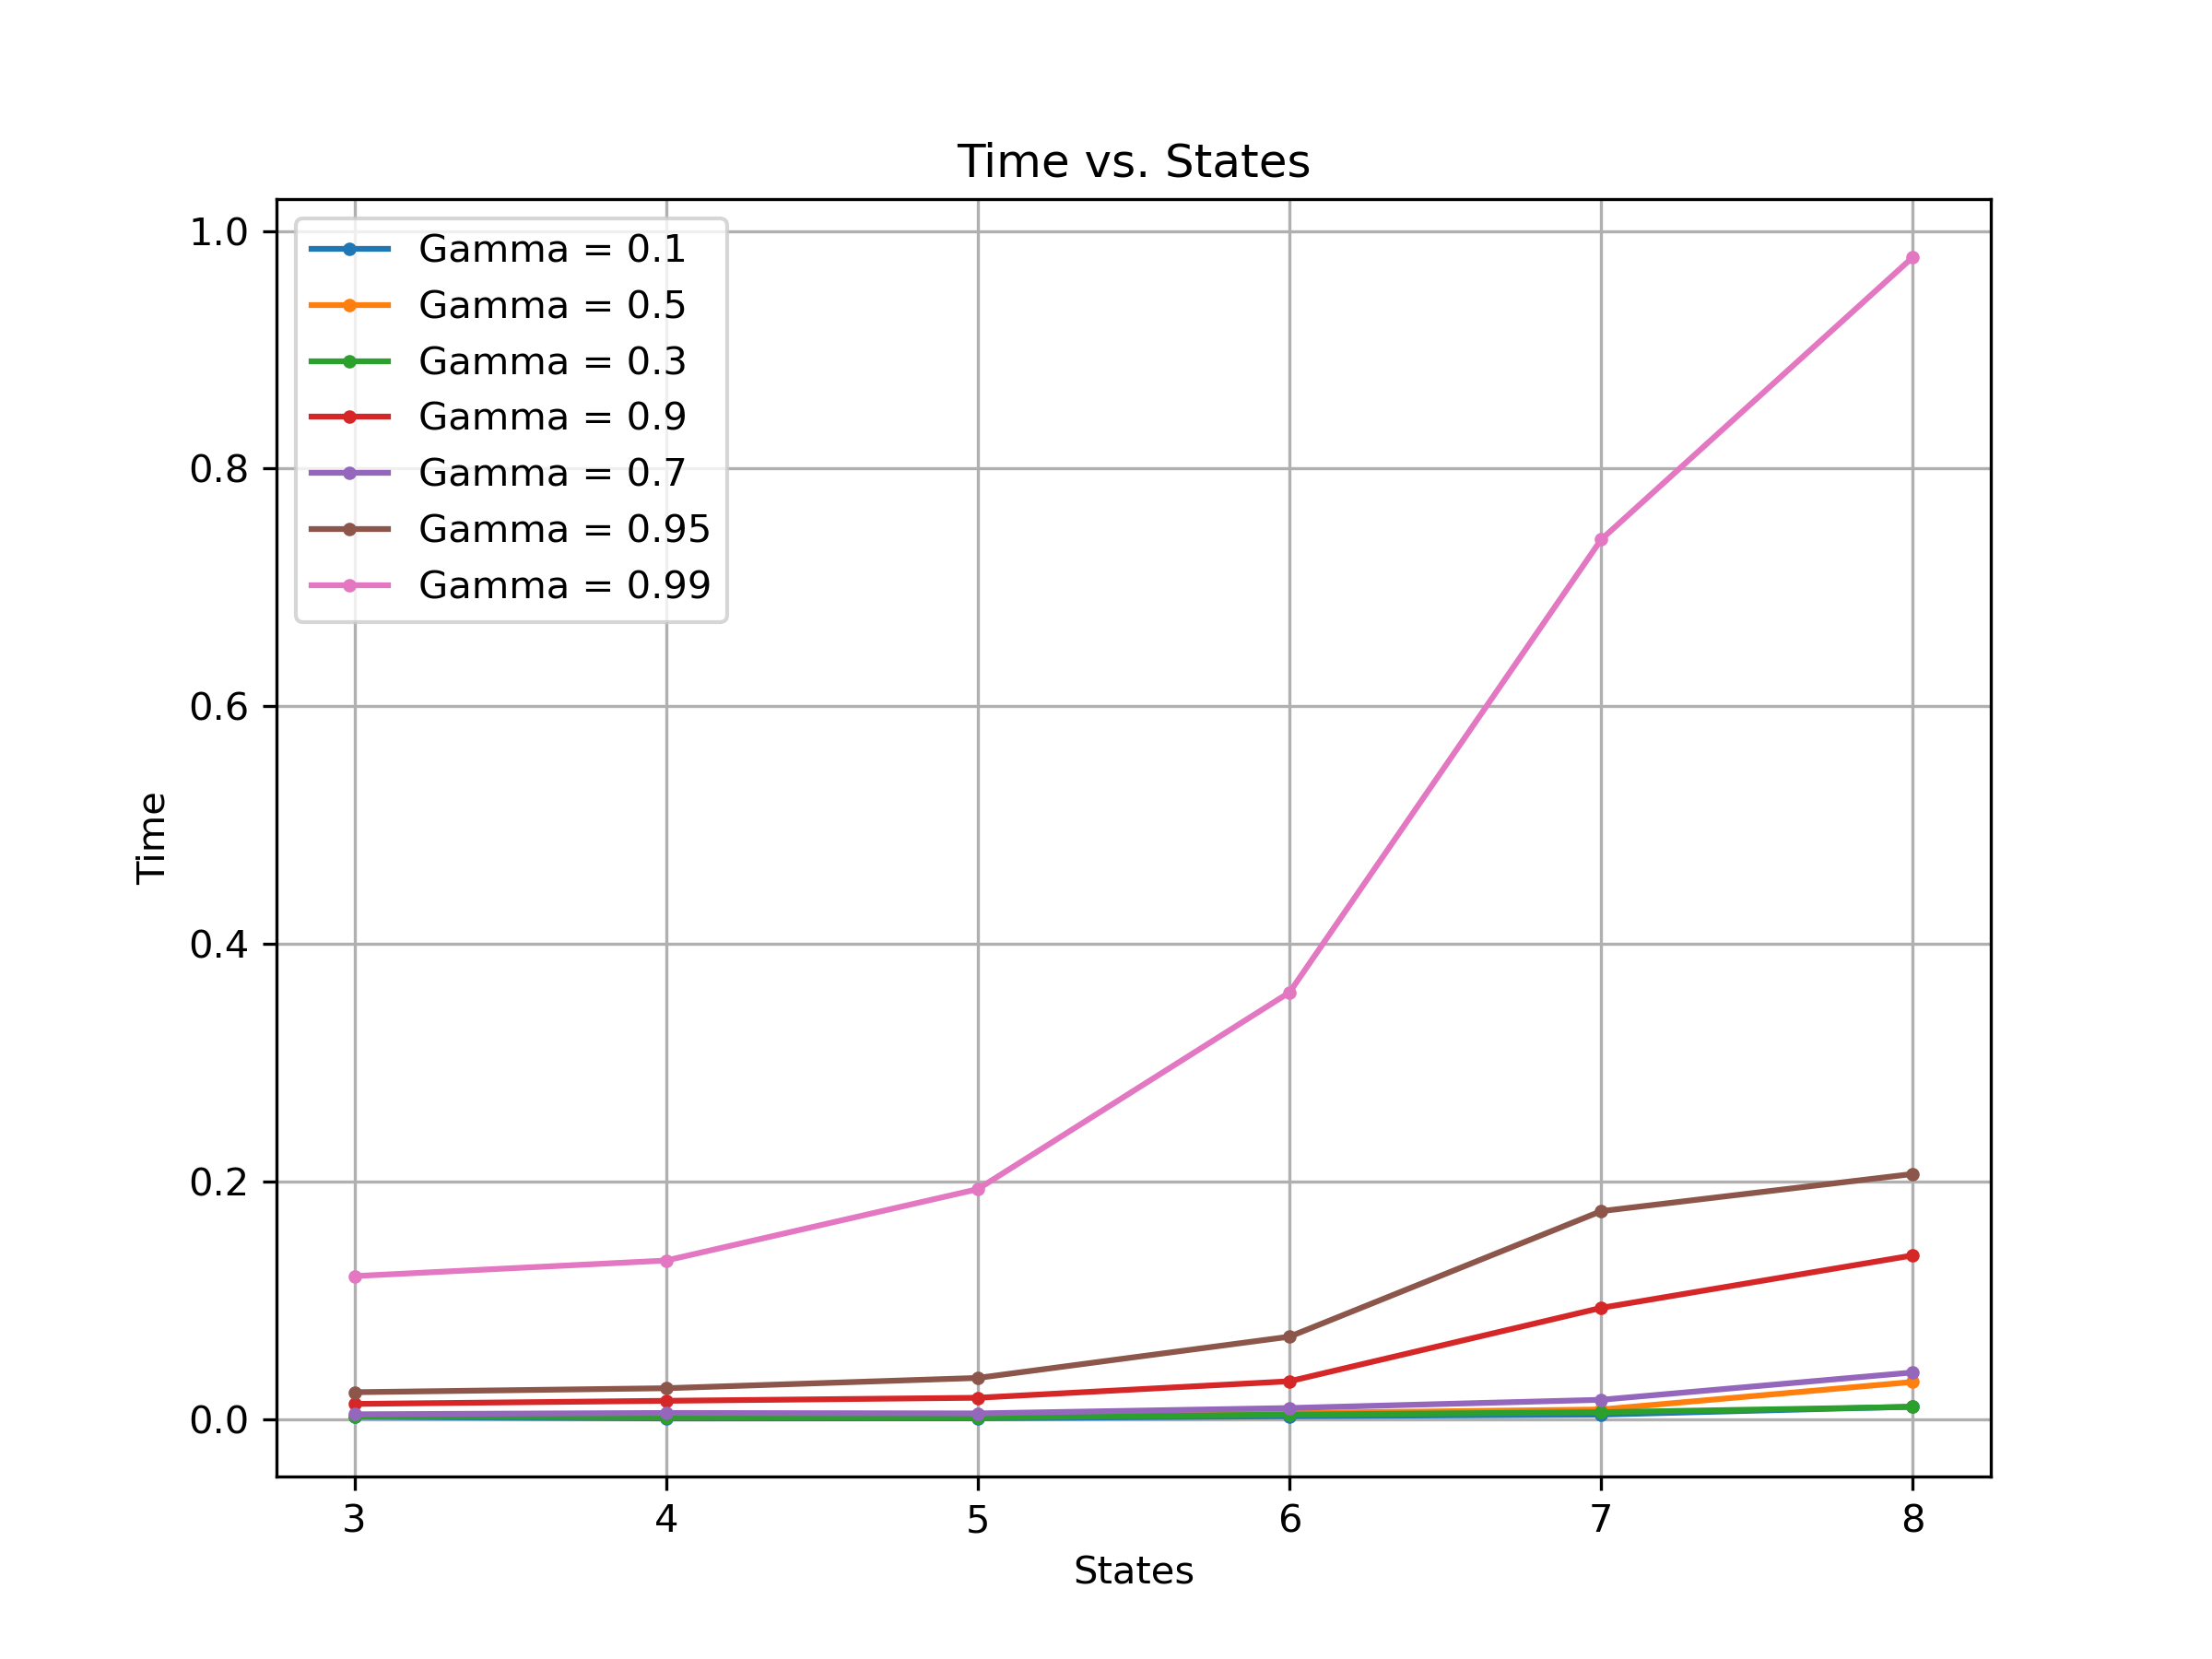 Time vs. States
1.0
0.8
0.6
0.4
0.2
0.0
Time
Gamma = 0.1
Gamma = 0.5
Gamma = 0.3
Gamma = 0.9
Gamma = 0.7
Gamma = 0.95
Gamma = 0.99
3 4 5 6 7 8
States